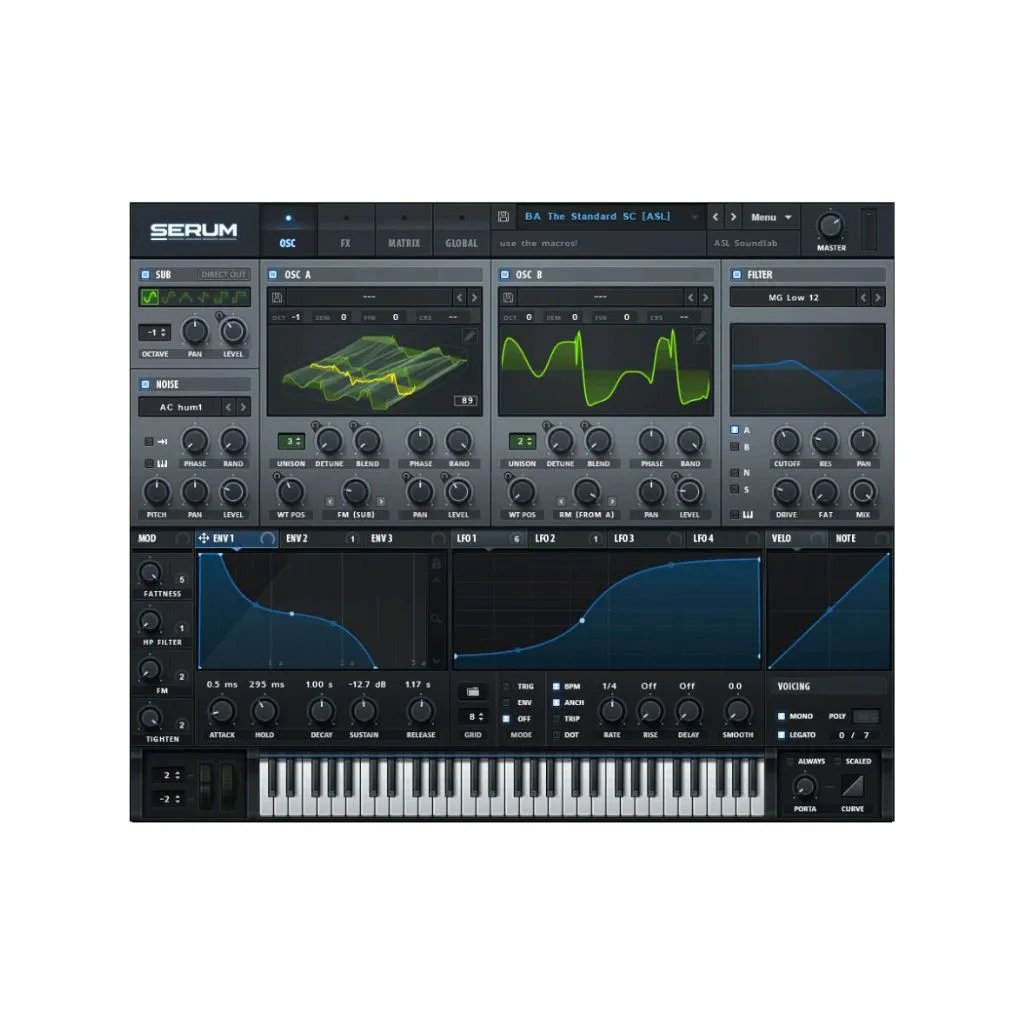 SERUM
OSC FX MATRIX GLOBAL
BA The Standard SC [ASL]
Menu
use the macros!
ASL Soundlab
MASTER
SUB DIRECT OUT
-1
OCTAVE PAN LEVEL
NOISE
AC hum1
PHASE RAND
PITCH PAN LEVEL
OSC A
---
OCT -1 SEM 0 FIN 0 CRS --
89
3
UNISON DETUNE BLEND PHASE RAND
WT POS FM (SUB) PAN LEVEL
OSC B
---
OCT 0 SEM 0 FIN 0 CRS --
2
UNISON DETUNE BLEND PHASE RAND
WT POS RM (FROM A) PAN LEVEL
FILTER
MG Low 12
A
B
N
S
CUTOFF RES PAN
DRIVE FAT MIX
MOD ENV 1 ENV 2 1 ENV 3 LFO 1 6 LFO 2 1 LFO 3 LFO 4 VELO NOTE
5
FATTNESS
1
HP FILTER
2
FM
2
TIGHTEN
0.5 ms 295 ms 1.00 s -12.7 dB 1.17 s
ATTACK HOLD DECAY SUSTAIN RELEASE
8
GRID
TRIG
ENV
OFF
MODE
BPM
ANCH
TRIP
DOT
1/4 Off Off 0.0
RATE RISE DELAY SMOOTH
VOICING
MONO POLY
LEGATO 0 / 7
2
-2
ALWAYS SCALED
PORTA CURVE